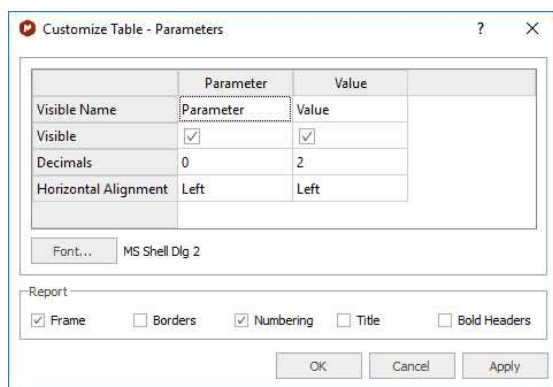 Customize Table - Parameters ?
Parameter Value
Visible Name Parameter Value
Visible
Decimals 0 2
Horizontal Alignment Left Left
Font... MS Shell Dlg 2
Report
Frame Borders Numbering Title Bold Headers
OK Cancel Apply